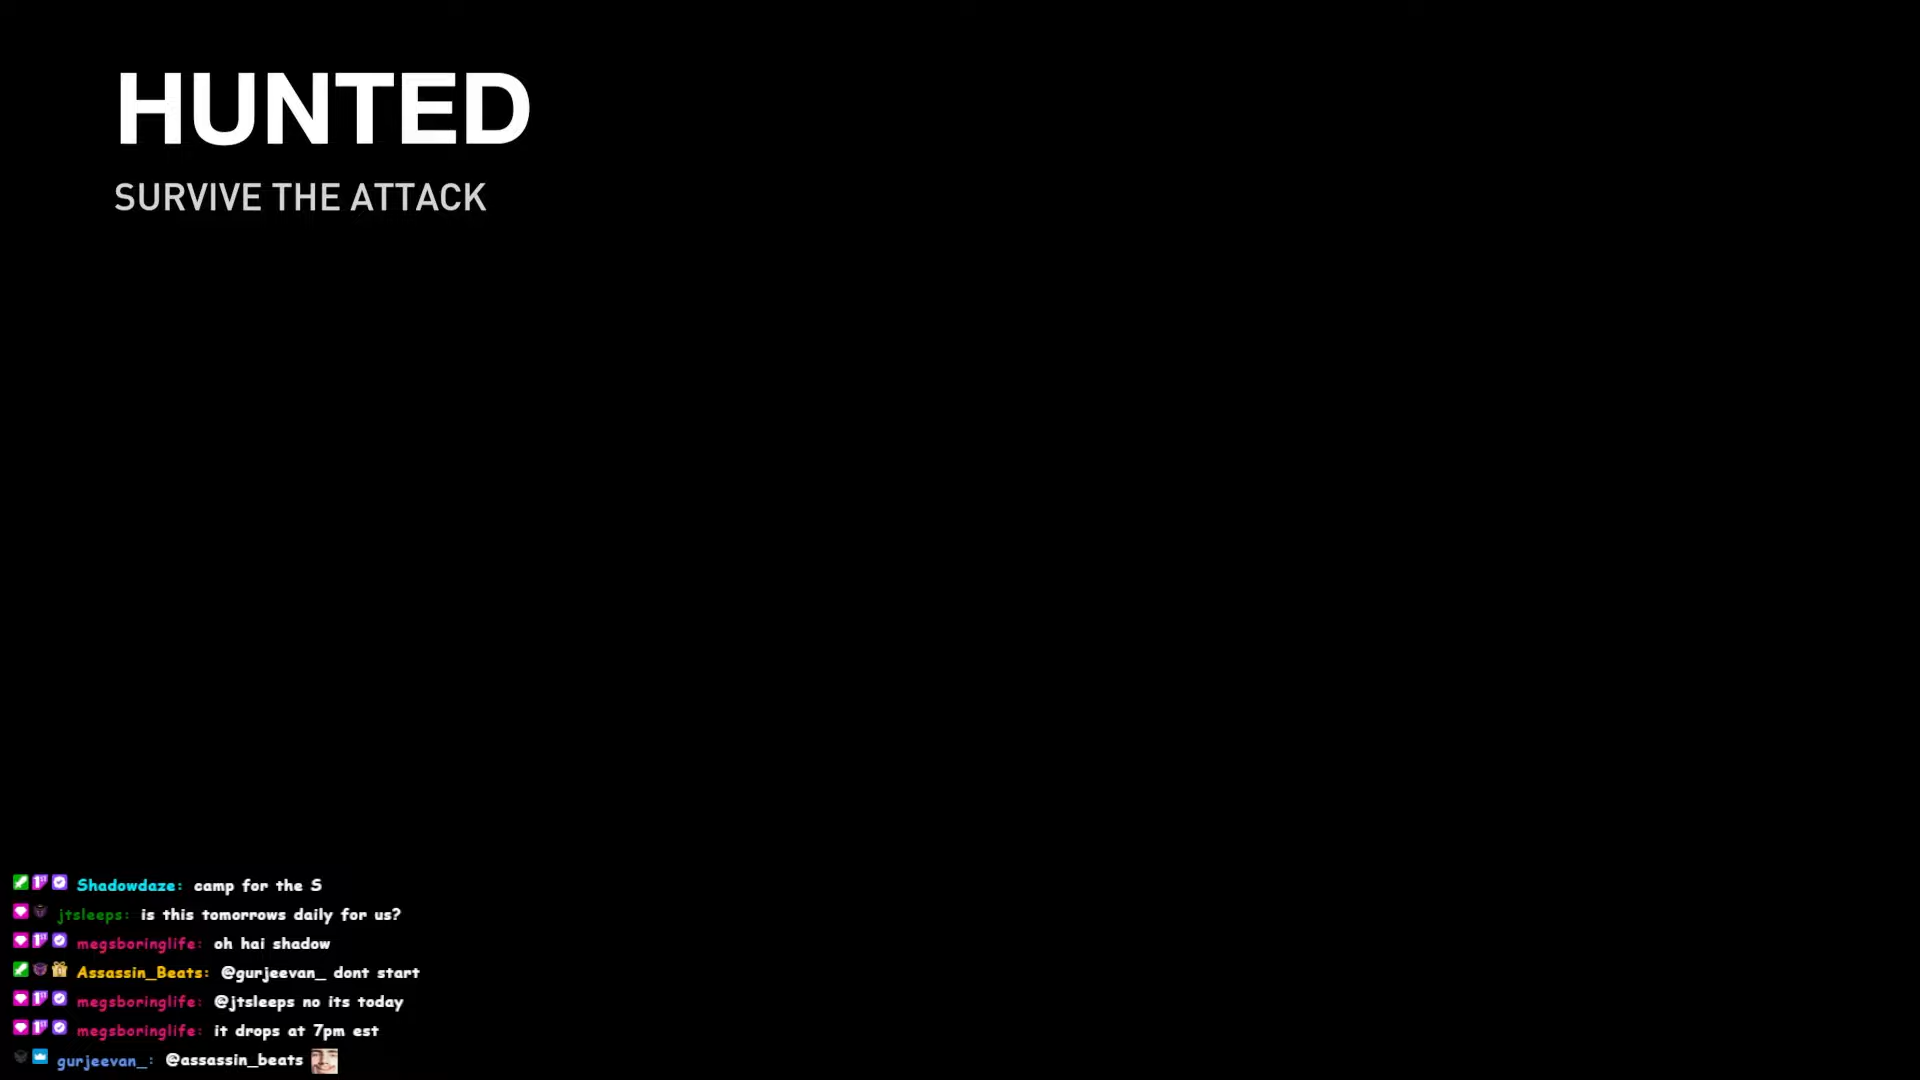 HUNTED
SURVIVE THE ATTACK
Shadowdaze: camp for the S
jtsleeps: is this tomorrows daily for us?
megsboringlife: oh hai shadow
Assassin_Beats: @gurjeevan_ dont start
megsboringlife: @jtsleeps no its today
megsboringlife: it drops at 7pm est
gurjeevan_: @assassin_beats